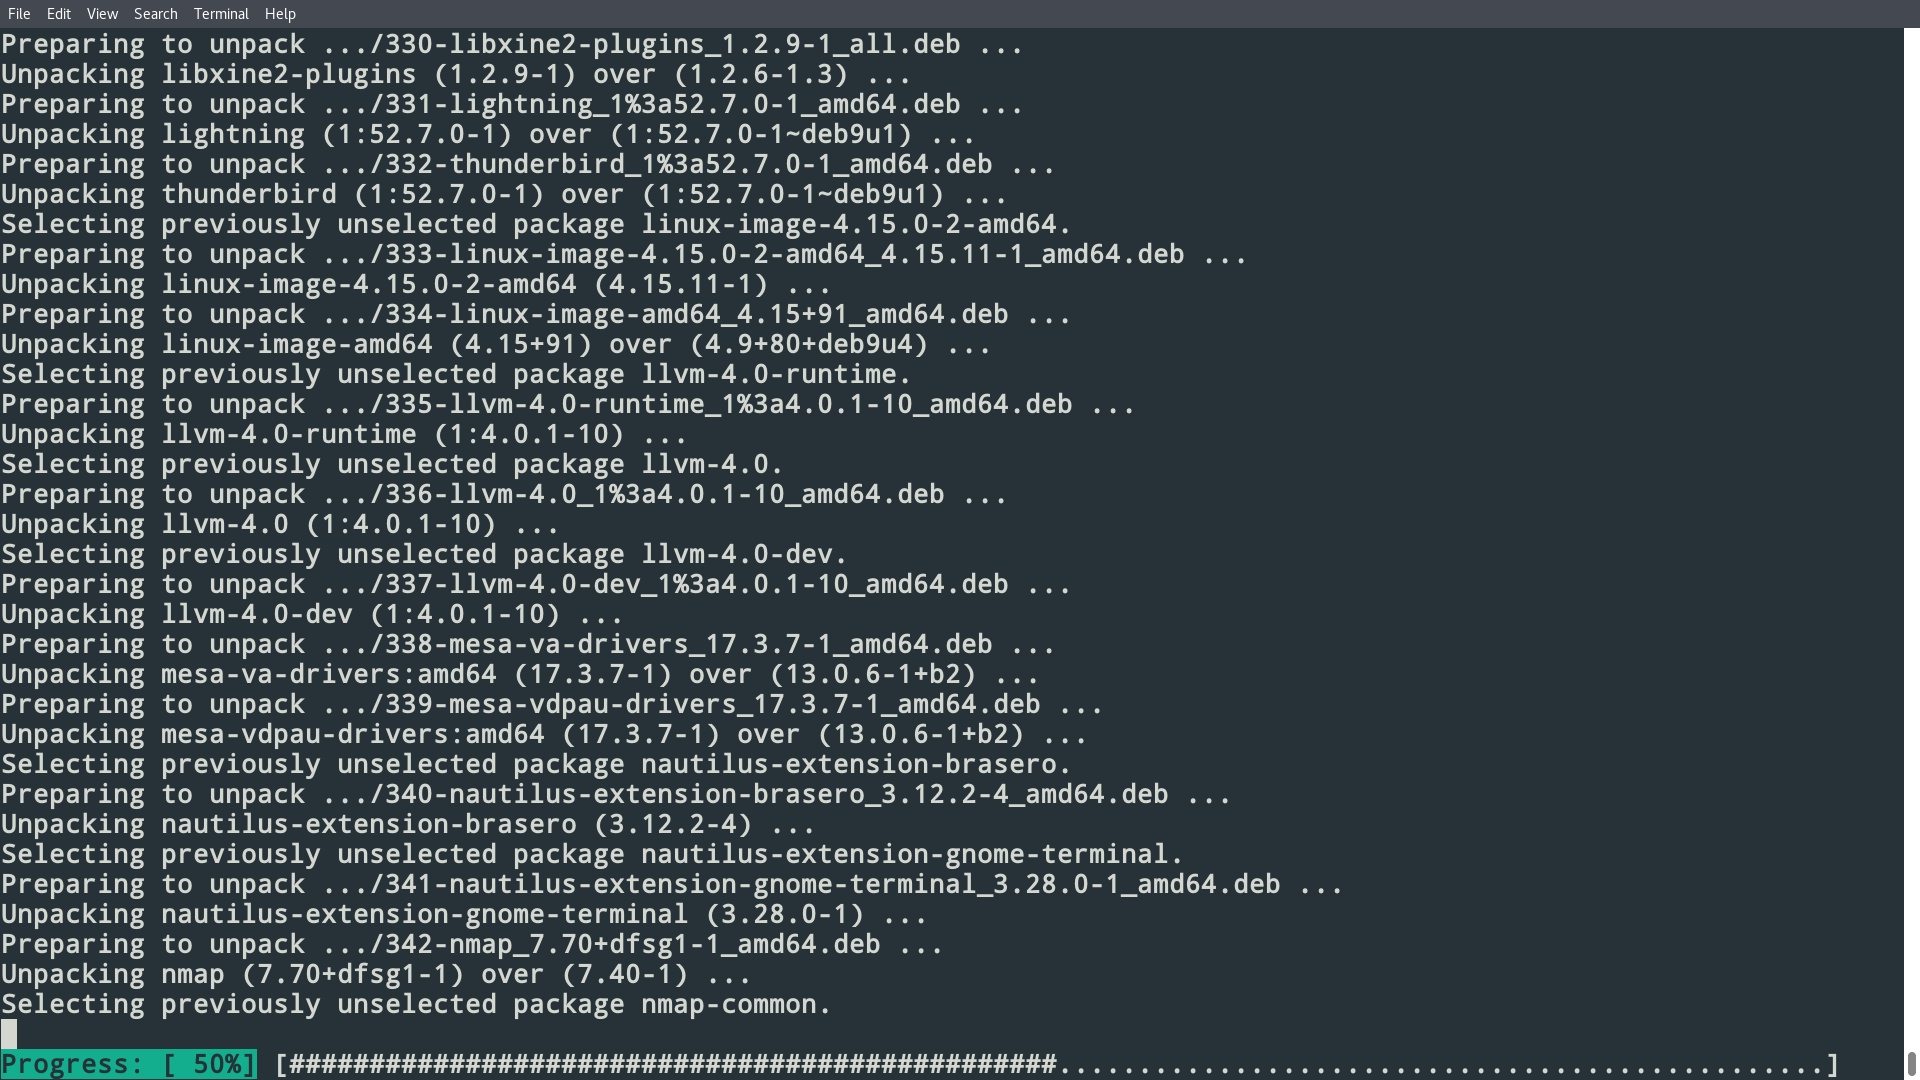 File Edit View Search Terminal Help
Preparing to unpack .../330-libxine2-plugins_1.2.9-1_all.deb ...
Unpacking libxine2-plugins (1.2.9-1) over (1.2.6-1.3) ...
Preparing to unpack .../331-lightning_1%3a52.7.0-1_amd64.deb ...
Unpacking lightning (1:52.7.0-1) over (1:52.7.0-1~deb9u1) ...
Preparing to unpack .../332-thunderbird_1%3a52.7.0-1_amd64.deb ...
Unpacking thunderbird (1:52.7.0-1) over (1:52.7.0-1~deb9u1) ...
Selecting previously unselected package linux-image-4.15.0-2-amd64.
Preparing to unpack .../333-linux-image-4.15.0-2-amd64_4.15.11-1_amd64.deb ...
Unpacking linux-image-4.15.0-2-amd64 (4.15.11-1) ...
Preparing to unpack .../334-linux-image-amd64_4.15+91_amd64.deb ...
Unpacking linux-image-amd64 (4.15+91) over (4.9+80+deb9u4) ...
Selecting previously unselected package llvm-4.0-runtime.
Preparing to unpack .../335-llvm-4.0-runtime_1%3a4.0.1-10_amd64.deb ...
Unpacking llvm-4.0-runtime (1:4.0.1-10) ...
Selecting previously unselected package llvm-4.0.
Preparing to unpack .../336-llvm-4.0_1%3a4.0.1-10_amd64.deb ...
Unpacking llvm-4.0 (1:4.0.1-10) ...
Selecting previously unselected package llvm-4.0-dev.
Preparing to unpack .../337-llvm-4.0-dev_1%3a4.0.1-10_amd64.deb ...
Unpacking llvm-4.0-dev (1:4.0.1-10) ...
Preparing to unpack .../338-mesa-va-drivers_17.3.7-1_amd64.deb ...
Unpacking mesa-va-drivers:amd64 (17.3.7-1) over (13.0.6-1+b2) ...
Preparing to unpack .../339-mesa-vdpau-drivers_17.3.7-1_amd64.deb ...
Unpacking mesa-vdpau-drivers:amd64 (17.3.7-1) over (13.0.6-1+b2) ...
Selecting previously unselected package nautilus-extension-brasero.
Preparing to unpack .../340-nautilus-extension-brasero_3.12.2-4_amd64.deb ...
Unpacking nautilus-extension-brasero (3.12.2-4) ...
Selecting previously unselected package nautilus-extension-gnome-terminal.
Preparing to unpack .../341-nautilus-extension-gnome-terminal_3.28.0-1_amd64.deb ...
Unpacking nautilus-extension-gnome-terminal (3.28.0-1) ...
Preparing to unpack .../342-nmap_7.70+dfsg1-1_amd64.deb ...
Unpacking nmap (7.70+dfsg1-1) over (7.40-1) ...
Selecting previously unselected package nmap-common.
Progress: [ 50%] [################################################................................................]